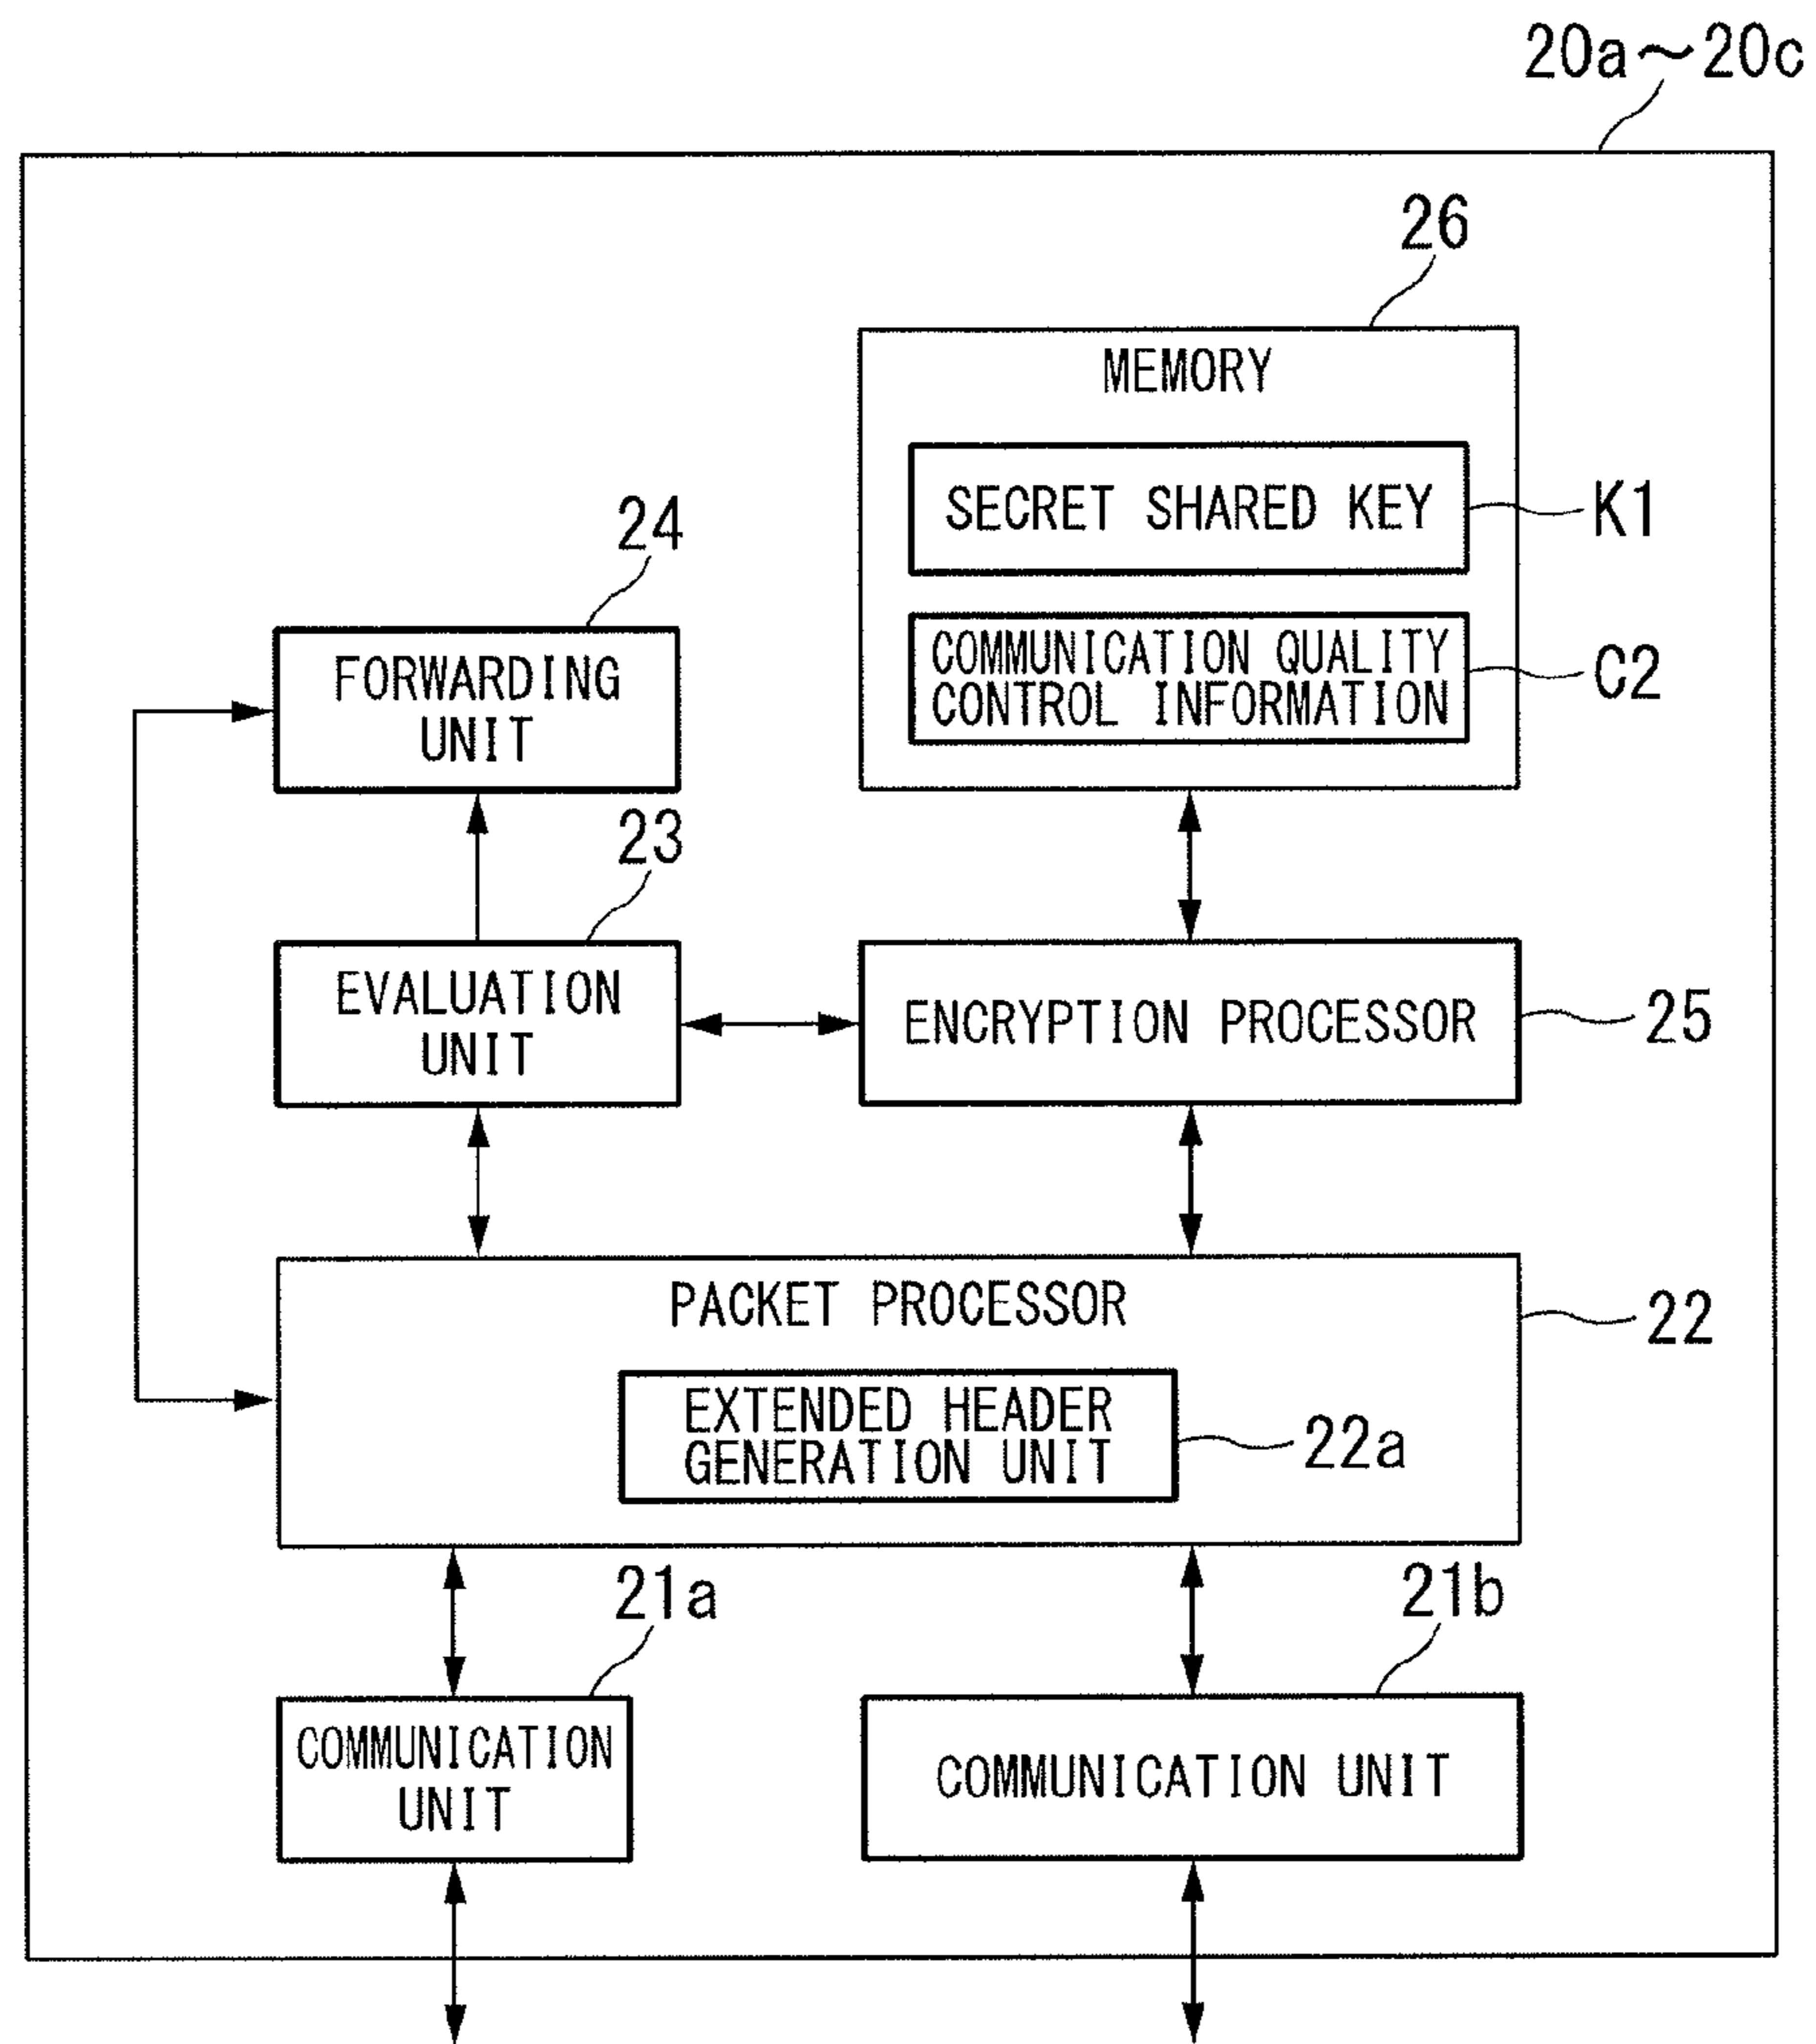 20a~20c
26
MEMORY
SECRET SHARED KEY
K1
24
COMMUNICATION QUALITY
CONTROL INFORMATION
C2
FORWARDING
UNIT
23
EVALUATION
UNIT
ENCRYPTION PROCESSOR
25
PACKET PROCESSOR
22
EXTENDED HEADER
GENERATION UNIT
22a
21a
21b
COMMUNICATION
UNIT
COMMUNICATION UNIT